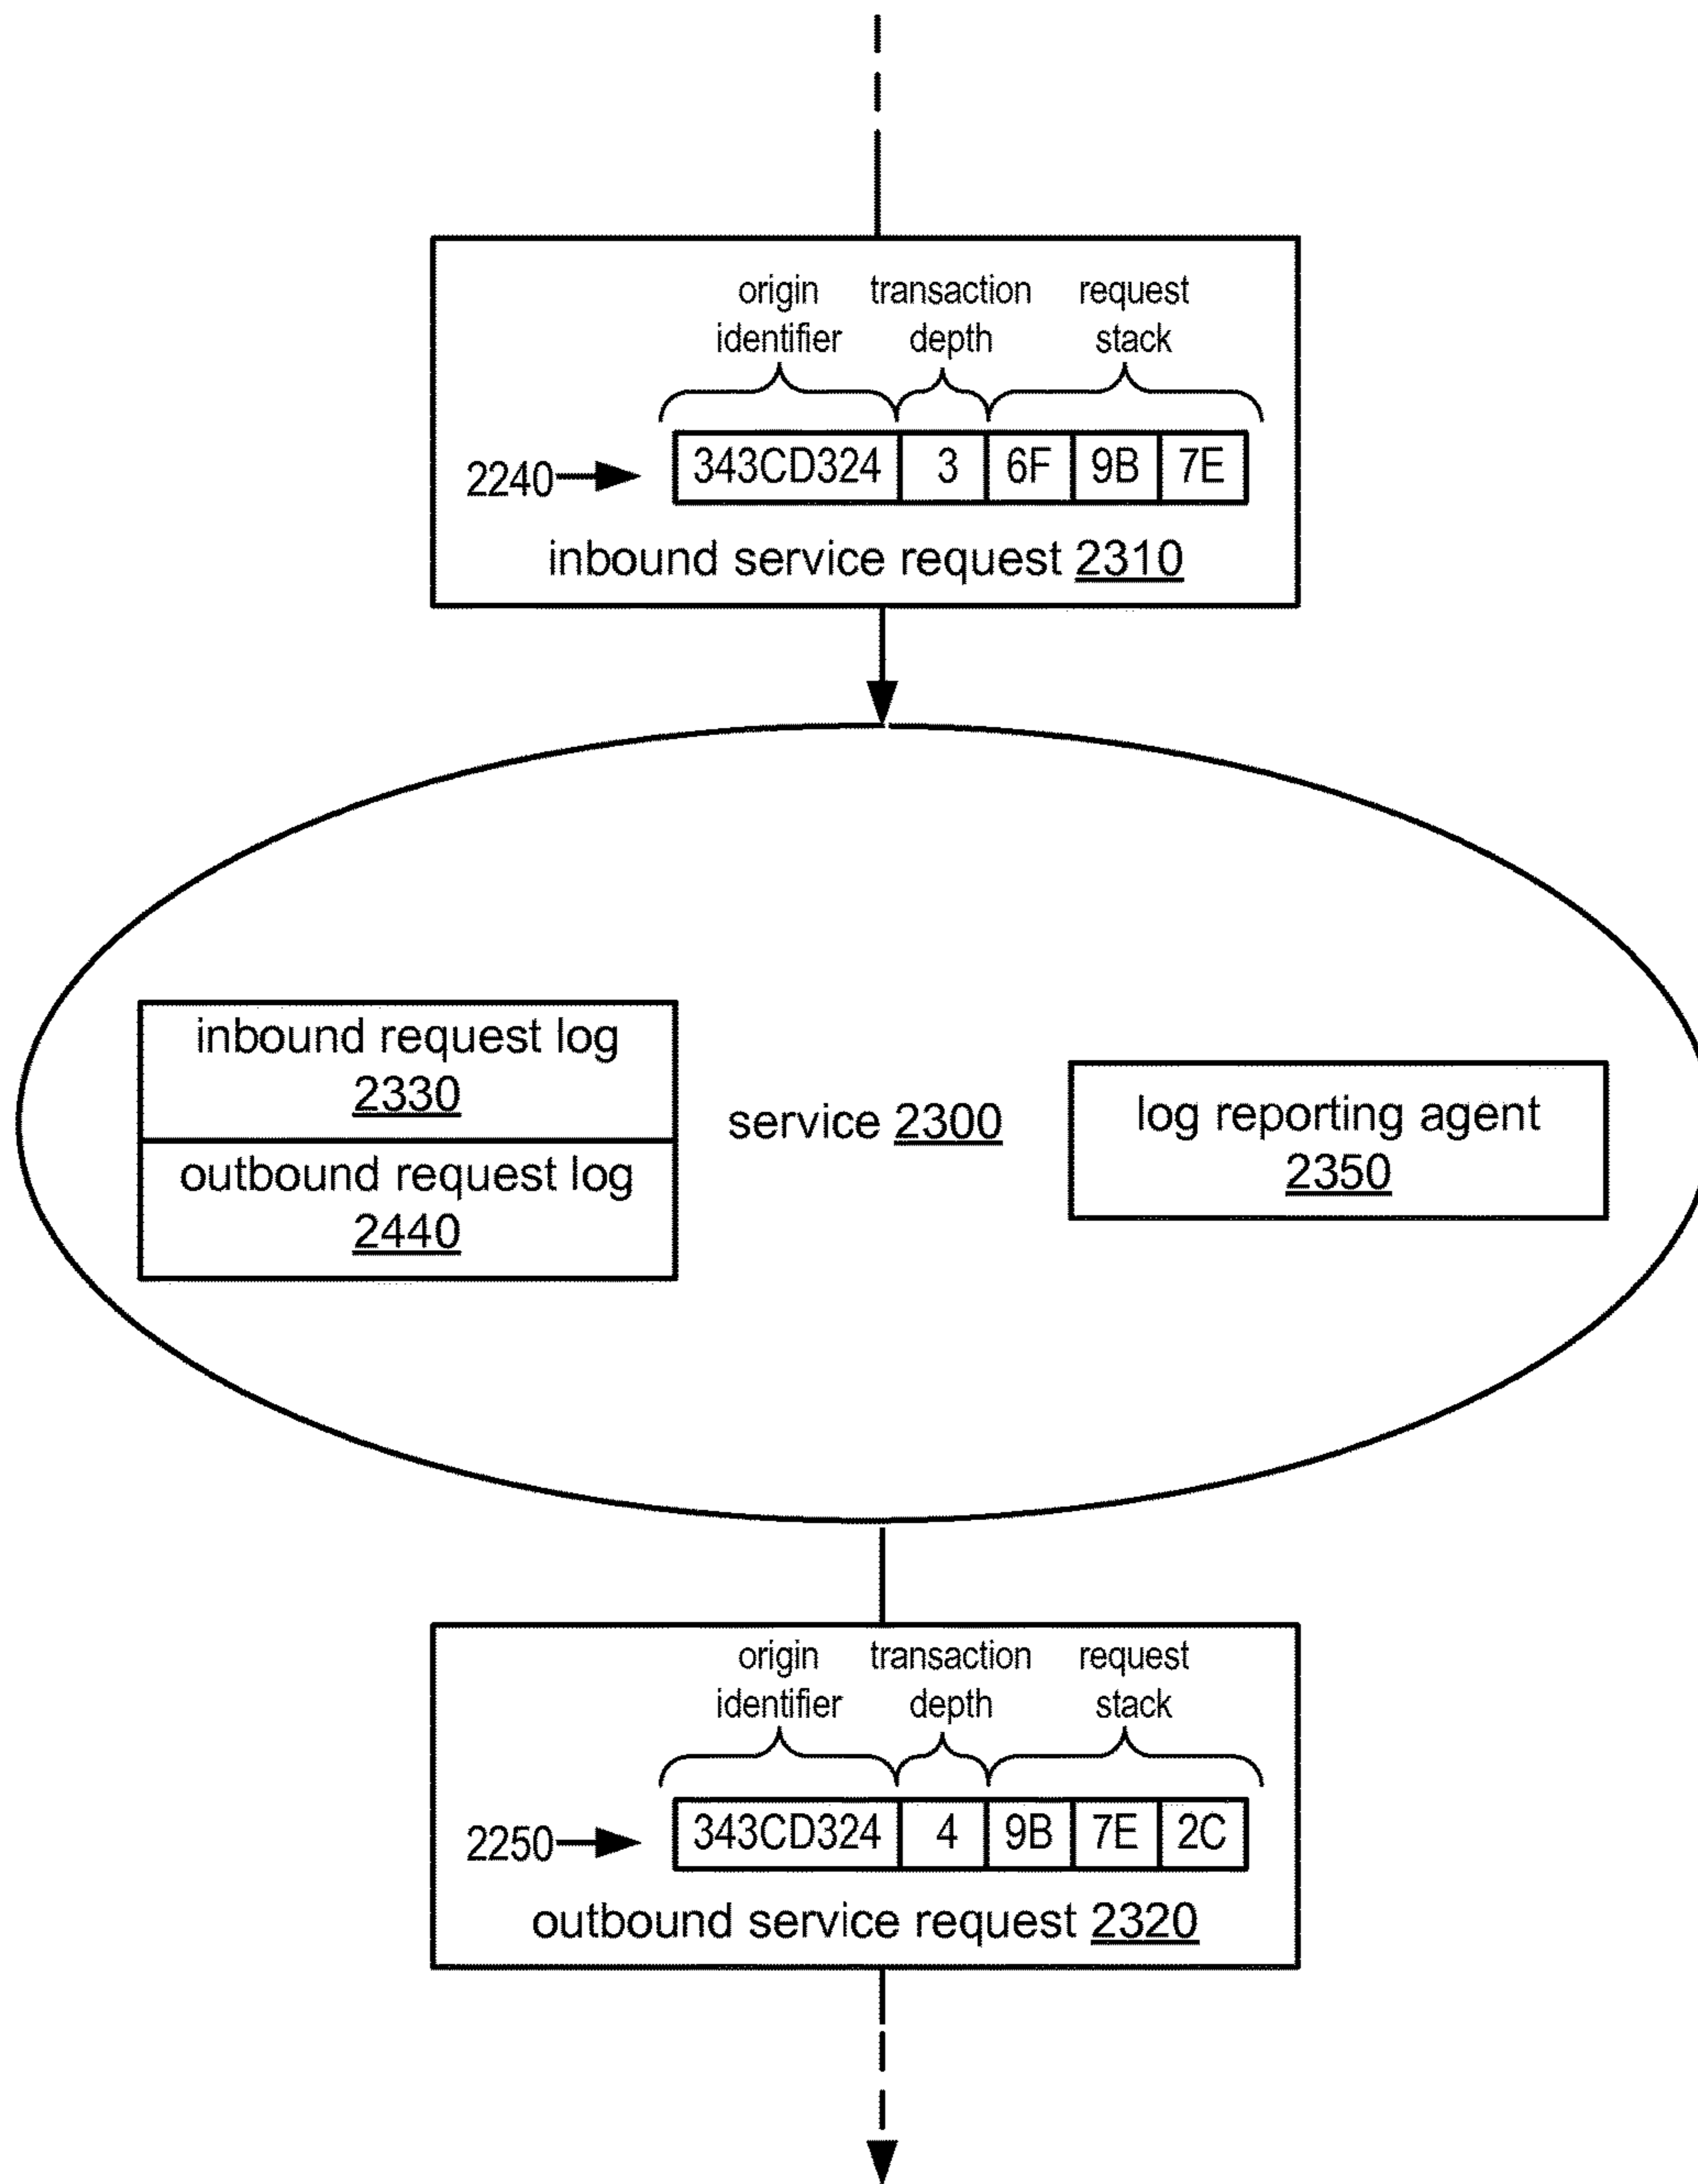 origin transaction request
identifier depth stack
2240 343CD324 3 6F 9B 7E
inbound service request 2310
inbound request log
2330
outbound request log
2440
service 2300
log reporting agent
2350
origin transaction request
identifier depth stack
2250 343CD324 4 9B 7E 2C
outbound service request 2320